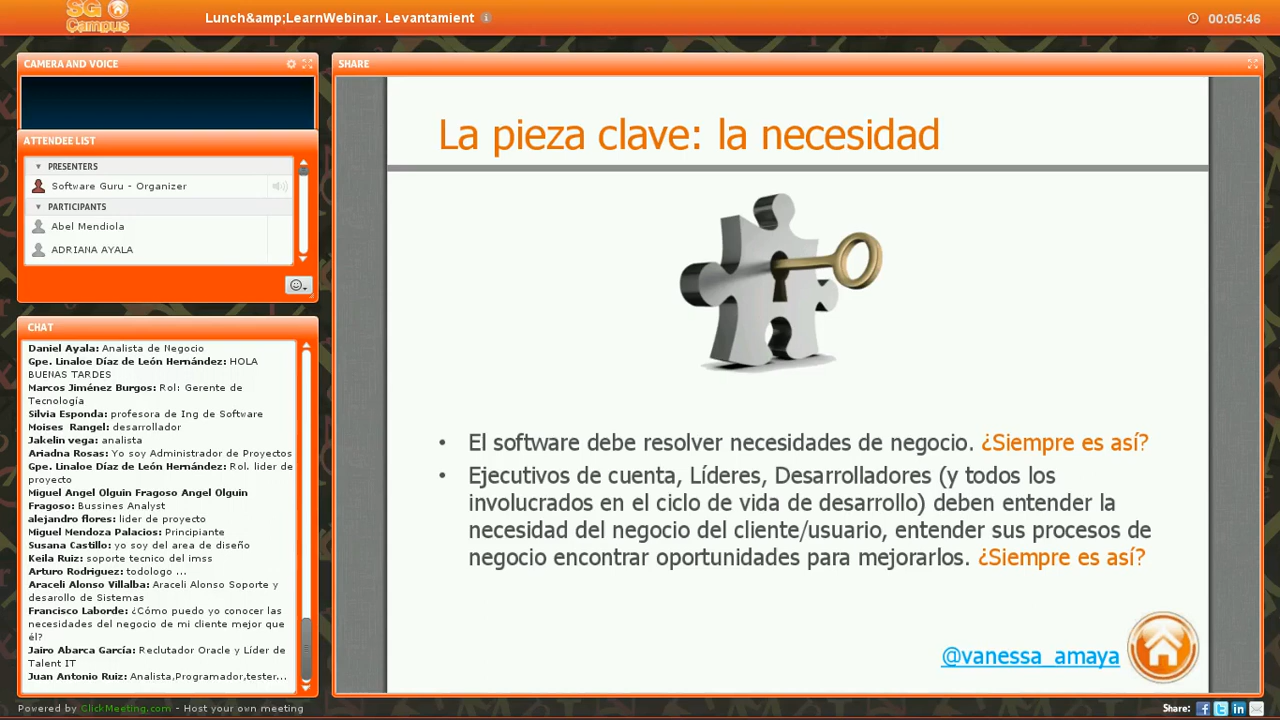 SG
Campus
Lunch&amp;LearnWebinar. Levantamient
00:05:46
CAMERA AND VOICE
ATTENDEE LIST
PRESENTERS
Software Guru - Organizer
PARTICIPANTS
Abel Mendiola
ADRIANA AYALA
CHAT
Daniel Ayala: Analista de Negocio
Gpe. Linaloe Díaz de León Hernández: HOLA
BUENAS TARDES
Marcos Jiménez Burgos: Rol: Gerente de
Tecnología
Silvia Esponda: profesora de Ing de Software
Moises Rangel: desarrollador
Jakelin vega: analista
Ariadna Rosas: Yo soy Administrador de Proyectos
Gpe. Linaloe Díaz de León Hernández: Rol. lider de
proyecto
Miguel Angel Olguin Fragoso Angel Olguin
Fragoso: Bussines Analyst
alejandro flores: lider de proyecto
Miguel Mendoza Palacios: Principiante
Susana Castillo: yo soy del area de diseño
Keila Ruiz: soporte tecnico del imss
Arturo Rodriguez: todologo ...
Araceli Alonso Villalba: Araceli Alonso Soporte y
desarollo de Sistemas
Francisco Laborde: ¿Cómo puedo yo conocer las
necesidades del negocio de mi cliente mejor que
él?
Jairo Abarca García: Reclutador Oracle y Líder de
Talent IT
Juan Antonio Ruiz: Analista,Programador,tester...
SHARE
La pieza clave: la necesidad
• El software debe resolver necesidades de negocio. ¿Siempre es así?
• Ejecutivos de cuenta, Líderes, Desarrolladores (y todos los
involucrados en el ciclo de vida de desarrollo) deben entender la
necesidad del negocio del cliente/usuario, entender sus procesos de
negocio encontrar oportunidades para mejorarlos. ¿Siempre es así?
@vanessa_amaya
Powered by ClickMeeting.com - Host your own meeting
Share: